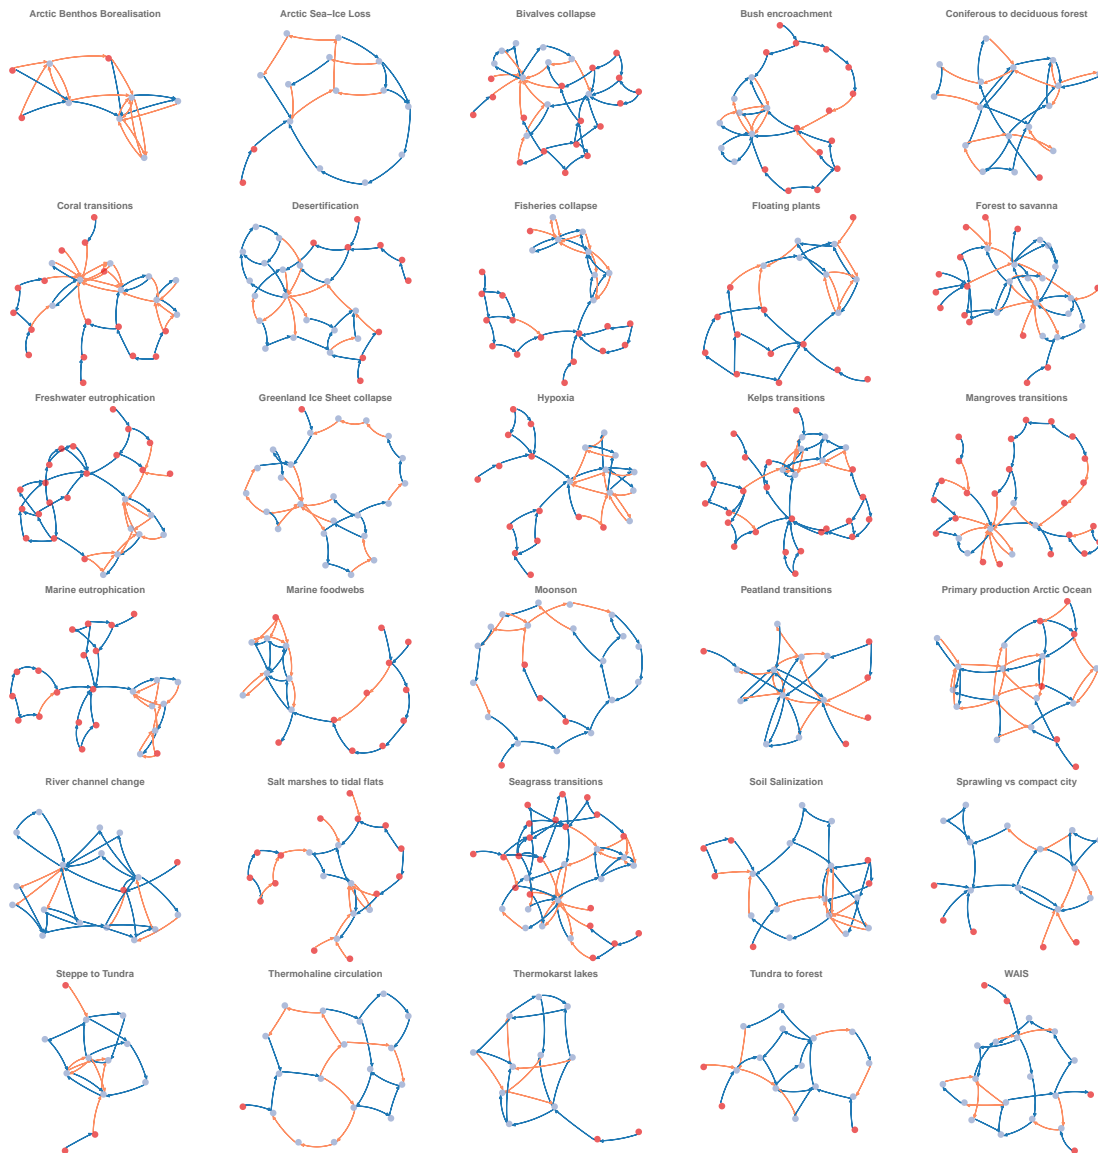 Arctic Benthos Borealisation
Arctic Sea−Ice Loss
Bivalves collapse
Bush encroachment
Coniferous to deciduous forest
Coral transitions
Desertification
Fisheries collapse
Floating plants
Forest to savanna
Freshwater eutrophication
Greenland Ice Sheet collapse
Hypoxia
Kelps transitions
Mangroves transitions
Marine eutrophication
Marine foodwebs
Moonson
Peatland transitions
Primary production Arctic Ocean
River channel change
Salt marshes to tidal flats
Seagrass transitions
Soil Salinization
Sprawling vs compact city
Steppe to Tundra
Thermohaline circulation
Thermokarst lakes
Tundra to forest
WAIS